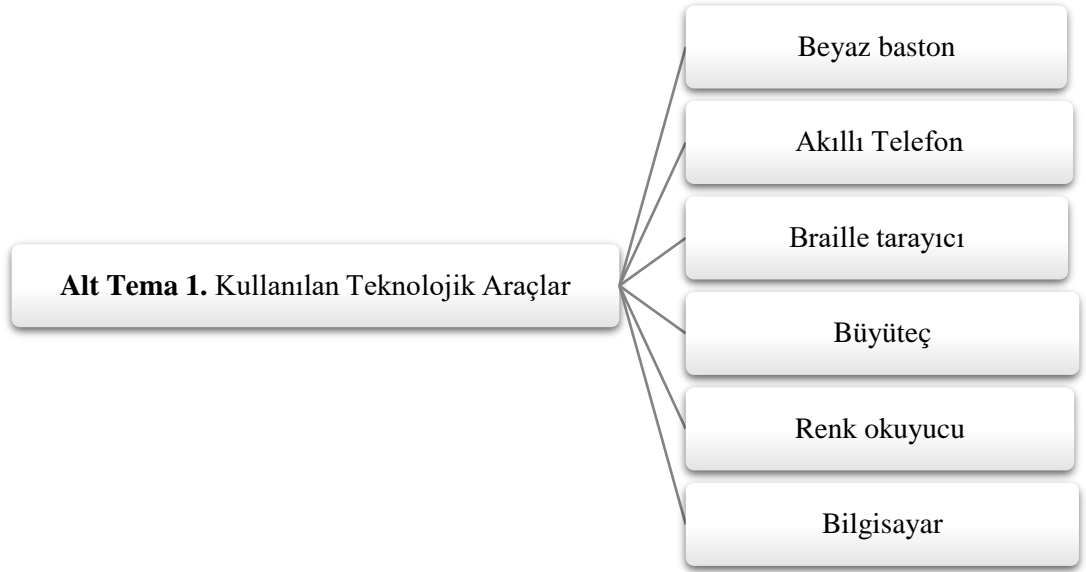 Alt Tema 1. Kullanılan Teknolojik Araçlar
Beyaz baston
Akıllı Telefon
Braille tarayıcı
Büyüteç
Renk okuyucu
Bilgisayar